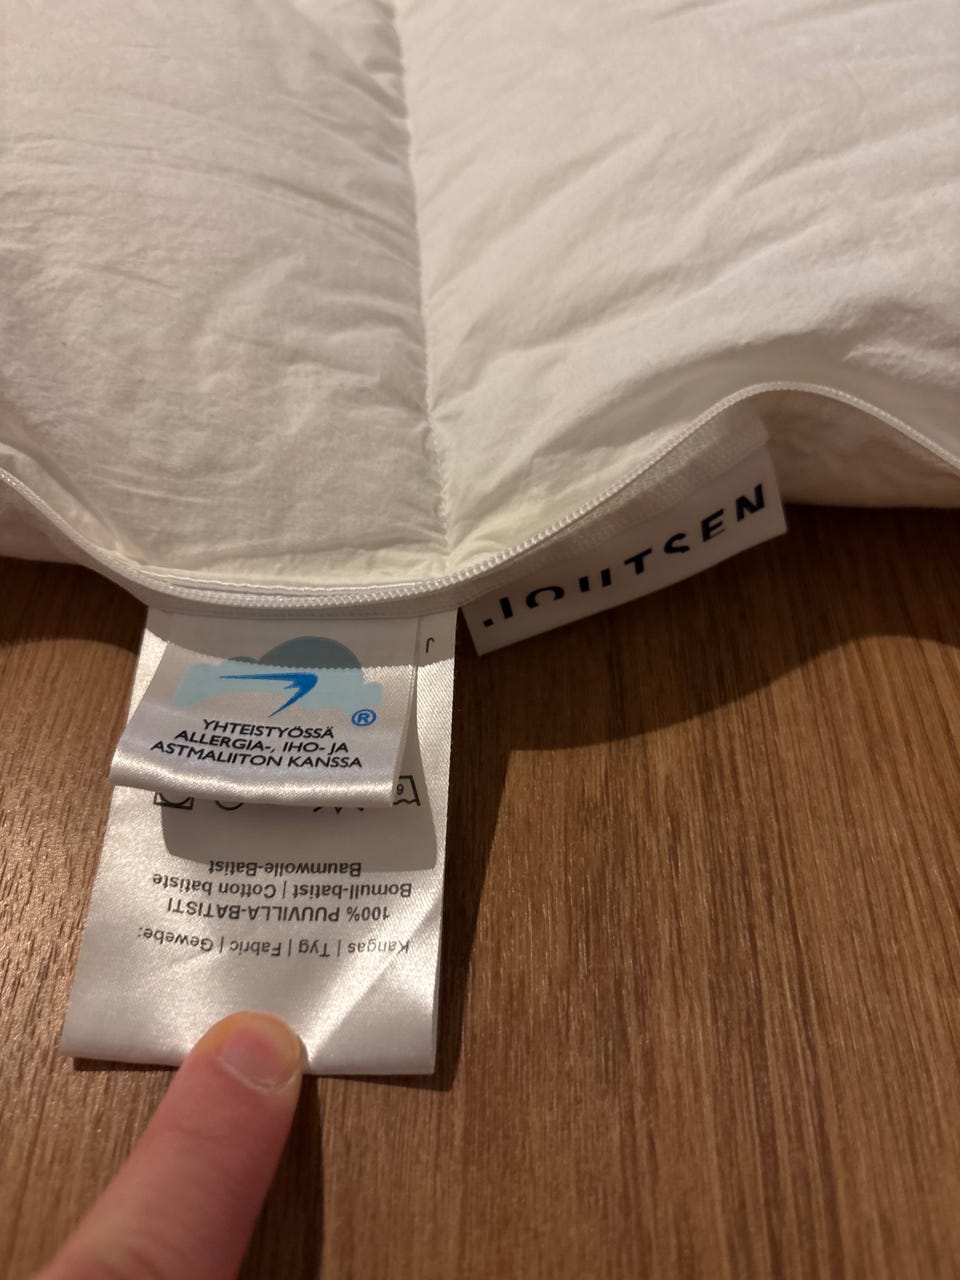 JOUTSEN
J
®
YHTEISTYÖSSÄ
ALLERGIA-, IHO- JA
ASTMALIITON KANSSA
Kangas | Tyg | Fabric | Gewebe:
100% PUUVILLA-BATISTI
Bomull-batist | Cotton batiste
Baumwolle-Batist